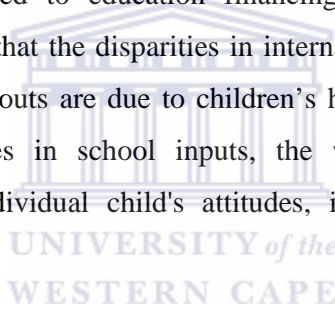 ed to education financing
that the disparities in intern
outs are due to children's h
es in school inputs, the
dividual child's attitudes, i
UNIVERSITY of the
WESTERN CAPE